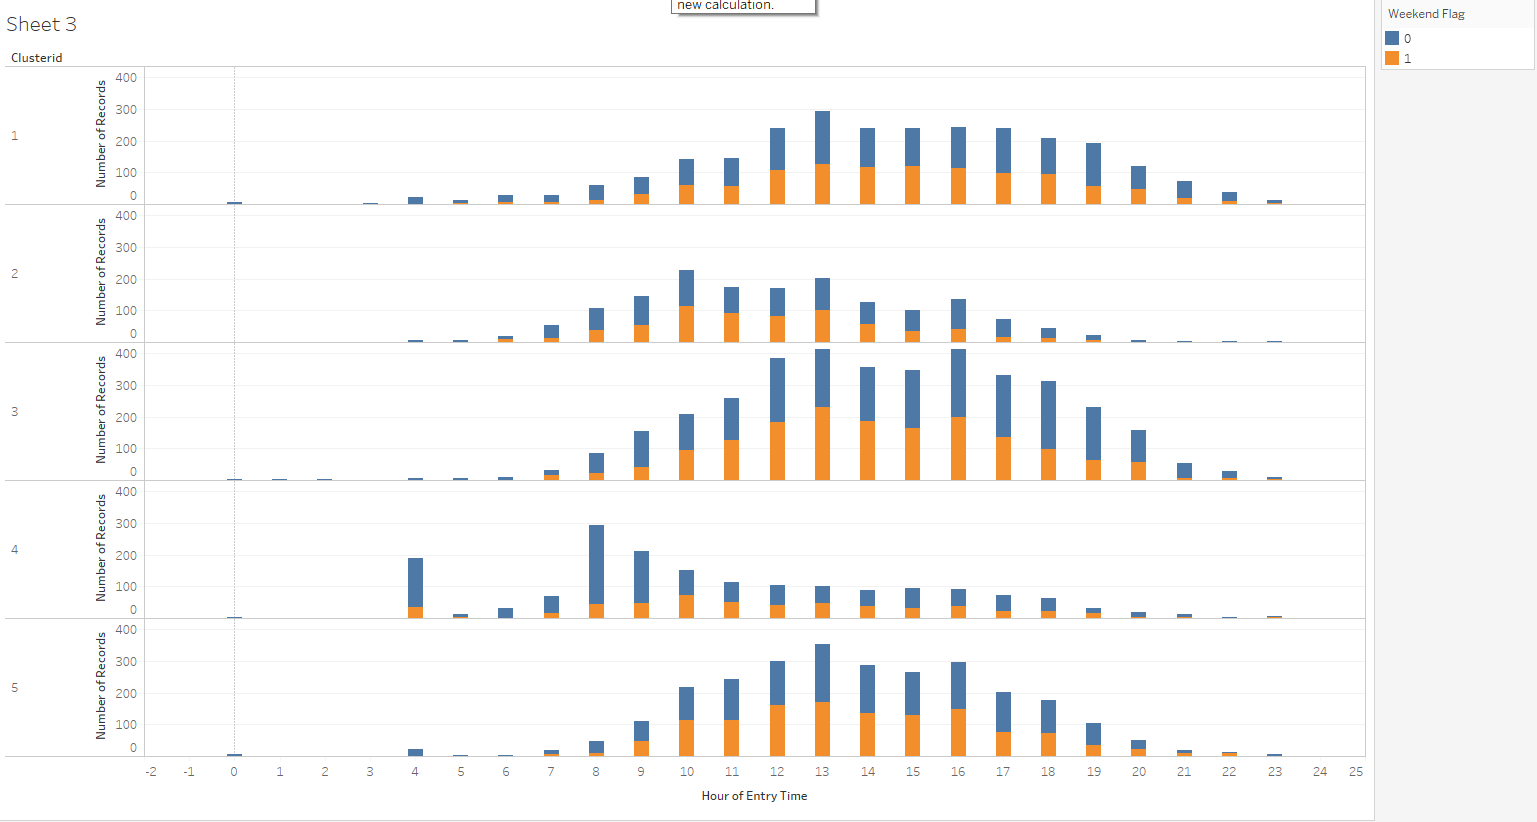 new calculation.
Sheet 3
Weekend Flag
0
1
Clusterid
1
Number of Records
400
300
200
100
0
2
Number of Records
400
300
200
100
0
3
Number of Records
400
300
200
100
0
4
Number of Records
400
300
200
100
0
5
Number of Records
400
300
200
100
0
-2 -1 0 1 2 3 4 5 6 7 8 9 10 11 12 13 14 15 16 17 18 19 20 21 22 23 24 25
Hour of Entry Time